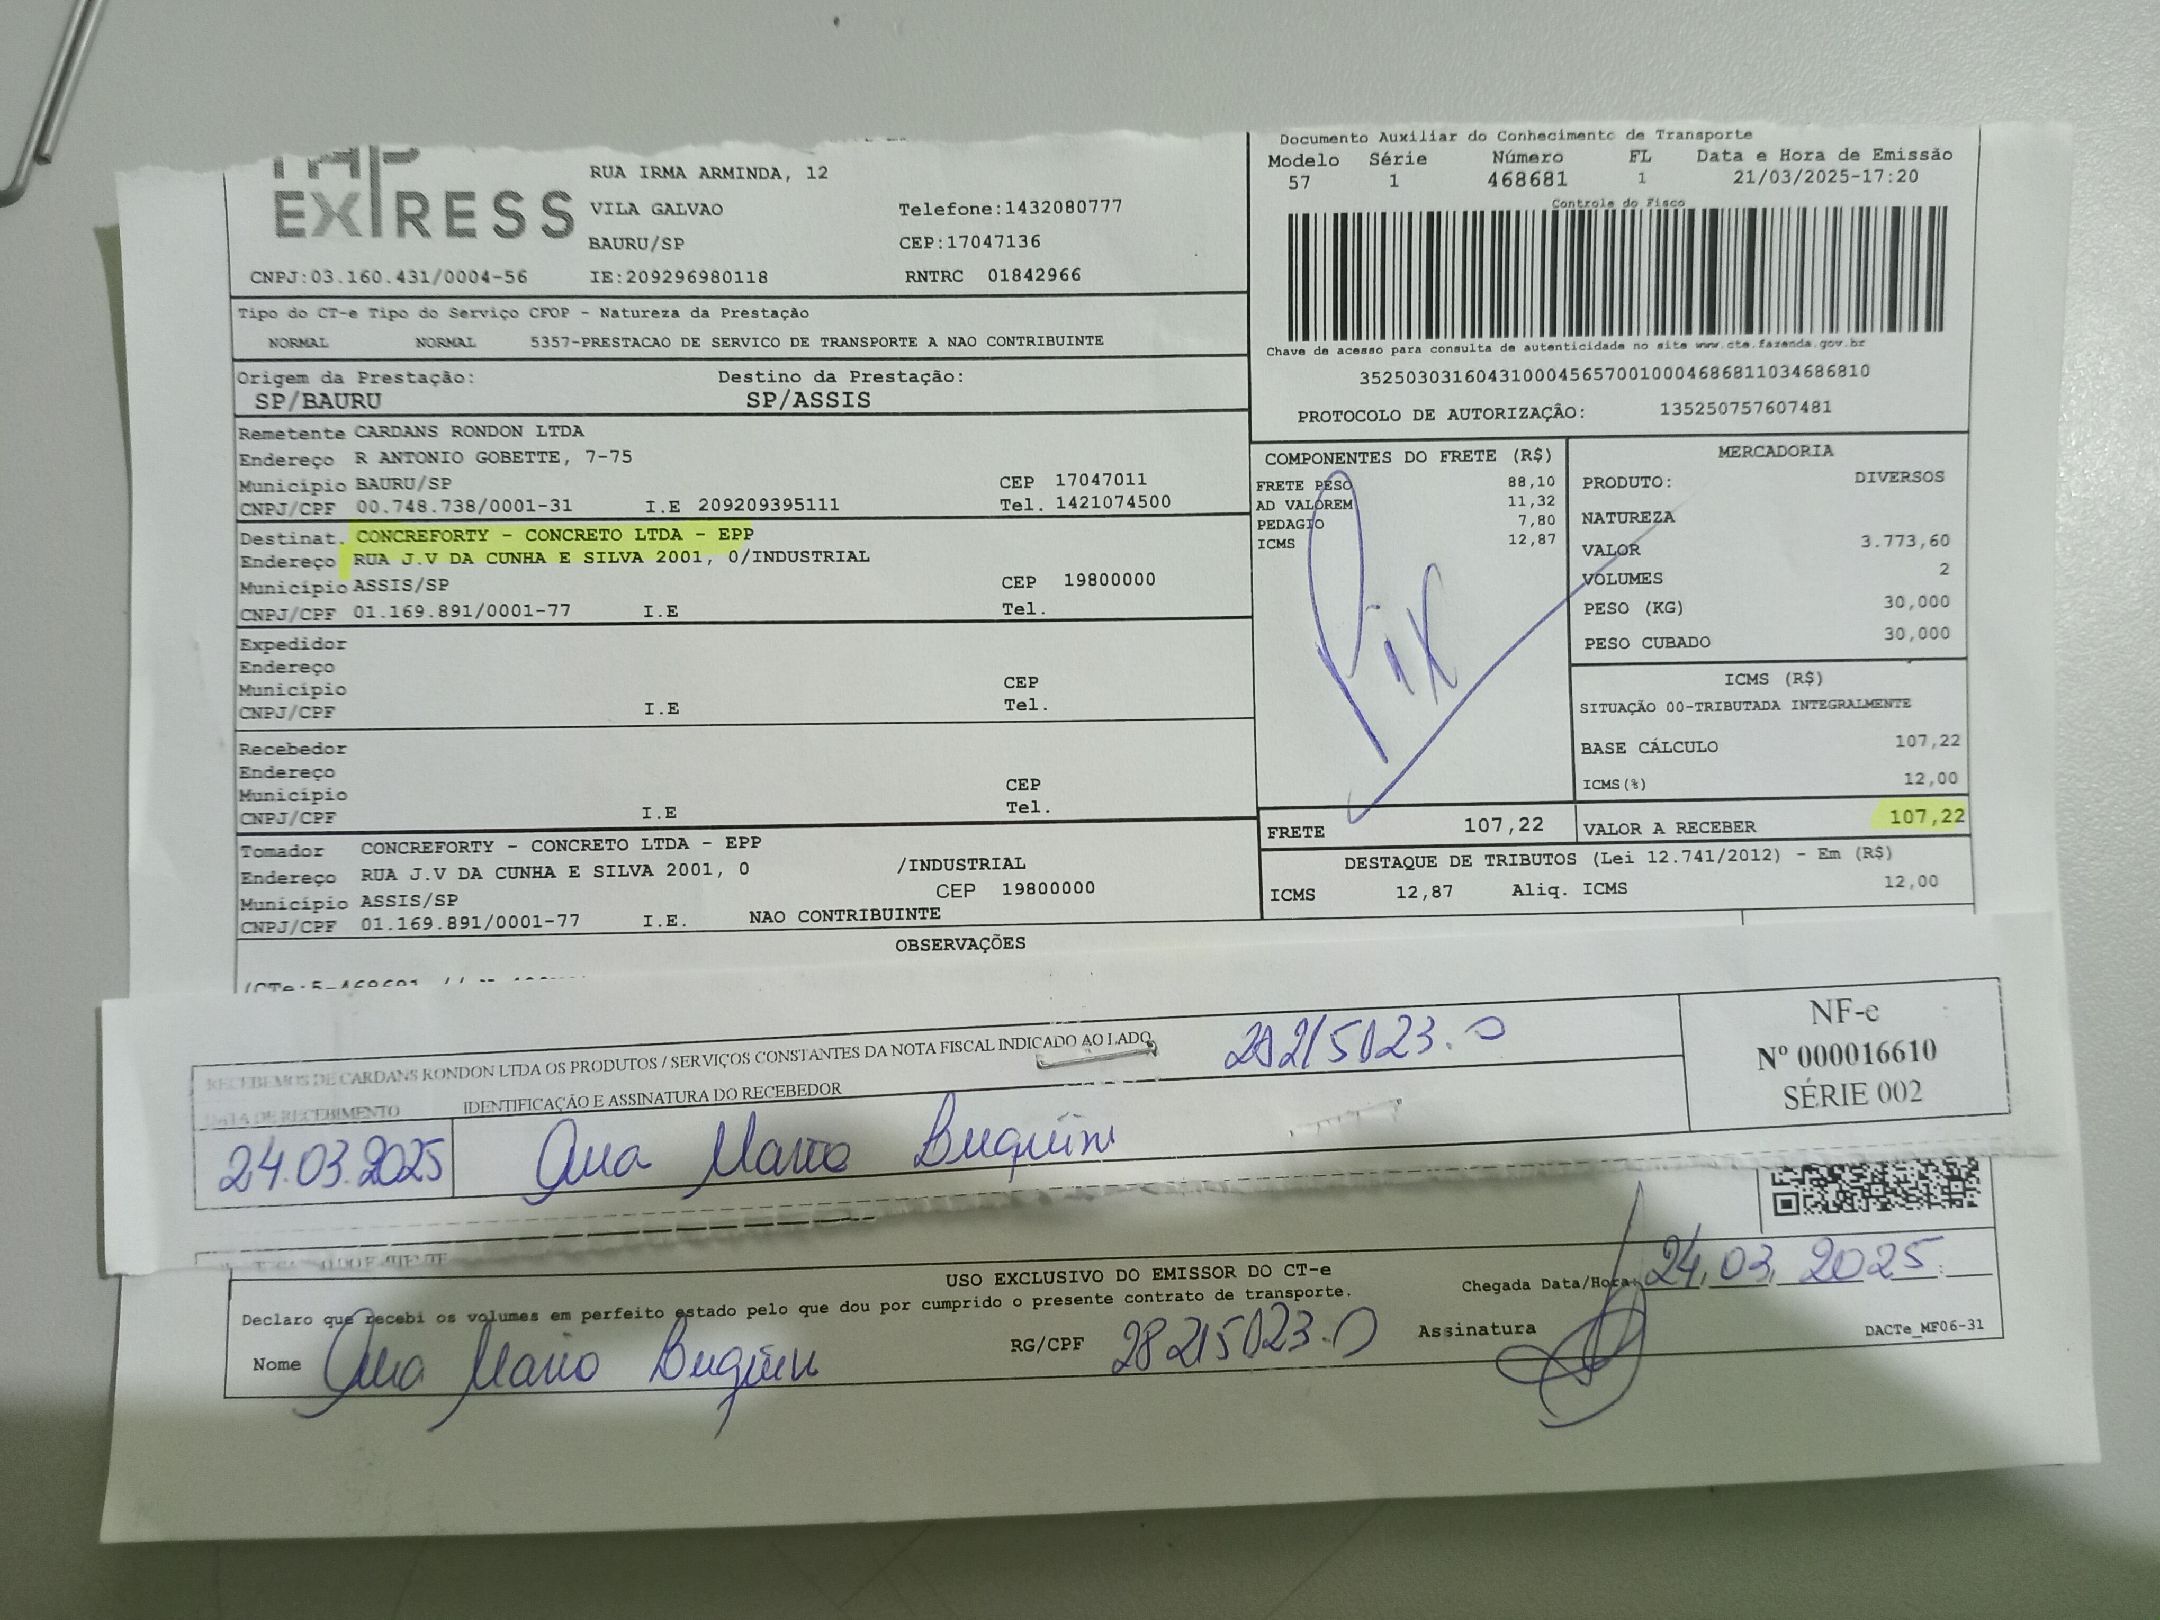 EXPRESS
RUA IRMA ARMINDA, 12
VILA GALVAO Telefone:1432080777
BAURU/SP CEP:17047136
CNPJ:03.160.431/0004-56 IE:209296980118 RNTRC 01842966
Documento Auxiliar do Conhecimento de Transporte
Modelo Série Número FL Data e Hora de Emissão
57 1 468681 1 21/03/2025-17:20
Controle do Fisco
Chave de acesso para consulta de autenticidade no site www.cte.fazenda.gov.br
35250303160431000456570010004686811034686810
PROTOCOLO DE AUTORIZAÇÃO: 135250757607481
Tipo do CT-e Tipo do Serviço CFOP - Natureza da Prestação
NORMAL NORMAL 5357-PRESTACAO DE SERVICO DE TRANSPORTE A NAO CONTRIBUINTE
Origem da Prestação: Destino da Prestação:
SP/BAURU SP/ASSIS
Remetente CARDANS RONDON LTDA
Endereço R ANTONIO GOBETTE, 7-75
Município BAURU/SP CEP 17047011
CNPJ/CPF 00.748.738/0001-31 I.E 209209395111 Tel. 1421074500
Destinat. CONCREFORTY - CONCRETO LTDA - EPP
Endereço RUA J.V DA CUNHA E SILVA 2001, 0/INDUSTRIAL
Município ASSIS/SP CEP 19800000
CNPJ/CPF 01.169.891/0001-77 I.E Tel.
Expedidor
Endereço
Município CEP
CNPJ/CPF I.E Tel.
Recebedor
Endereço
Município CEP
CNPJ/CPF I.E Tel.
Tomador CONCREFORTY - CONCRETO LTDA - EPP
Endereço RUA J.V DA CUNHA E SILVA 2001, 0 /INDUSTRIAL
Município ASSIS/SP CEP 19800000
CNPJ/CPF 01.169.891/0001-77 I.E. NAO CONTRIBUINTE
COMPONENTES DO FRETE (R$)
FRETE PESO 88,10
AD VALOREM 11,32
PEDAGIO 7,80
ICMS 12,87
Pix
MERCADORIA
PRODUTO: DIVERSOS
NATUREZA
VALOR 3.773,60
VOLUMES 2
PESO (KG) 30,000
PESO CUBADO 30,000
ICMS (R$)
SITUAÇÃO 00-TRIBUTADA INTEGRALMENTE
BASE CÁLCULO 107,22
ICMS(%) 12,00
FRETE 107,22 VALOR A RECEBER 107,22
DESTAQUE DE TRIBUTOS (Lei 12.741/2012) - Em (R$)
ICMS 12,87 Aliq. ICMS 12,00
OBSERVAÇÕES
RECEBEMOS DE CARDANS RONDON LTDA OS PRODUTOS / SERVIÇOS CONSTANTES DA NOTA FISCAL INDICADO AO LADO
28215023.0
DATA DE RECEBIMENTO IDENTIFICAÇÃO E ASSINATURA DO RECEBEDOR
24.03.2025 Ana Maria
NF-e
Nº 000016610
SÉRIE 002
USO EXCLUSIVO DO EMISSOR DO CT-e
Declaro que recebi os volumes em perfeito estado pelo que dou por cumprido o presente contrato de transporte.
Chegada Data/Hora: 24.03.2025
Nome Ana Maria RG/CPF 28215023.0 Assinatura
DACTe_MF06-31